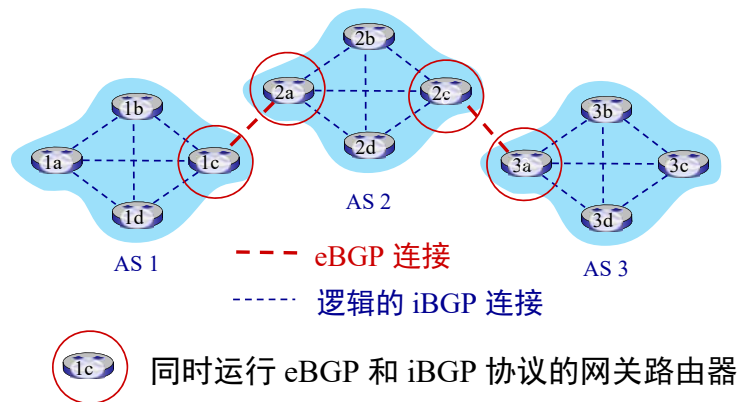 2b
2a
2c
2d
AS 2
1b
1a
1c
1d
AS 1
3b
3a
3c
3d
AS 3
eBGP 连接
逻辑的 iBGP 连接
1c
同时运行 eBGP 和 iBGP 协议的网关路由器